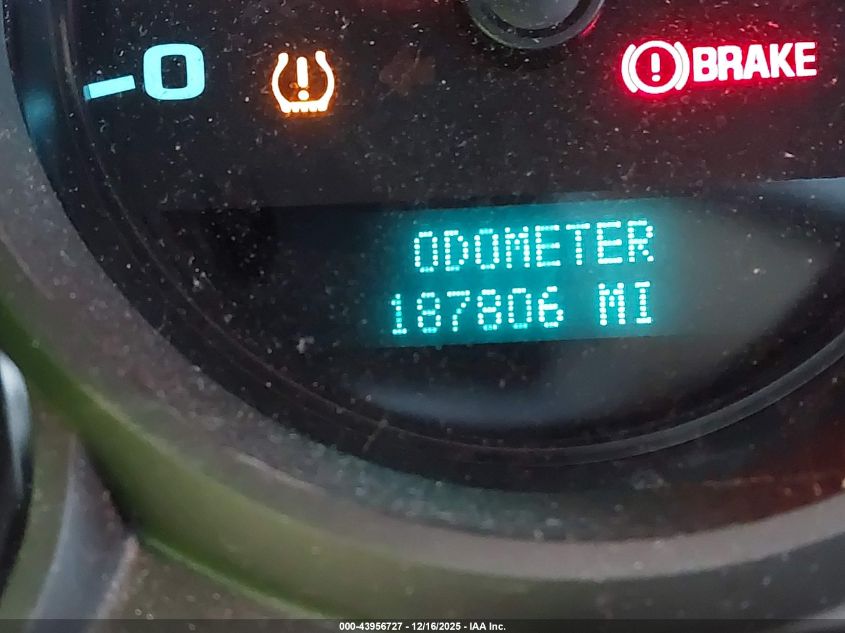 0
BRAKE
ODOMETER
187806 MI
000-43956727 - 12/16/2025 - IAA Inc.